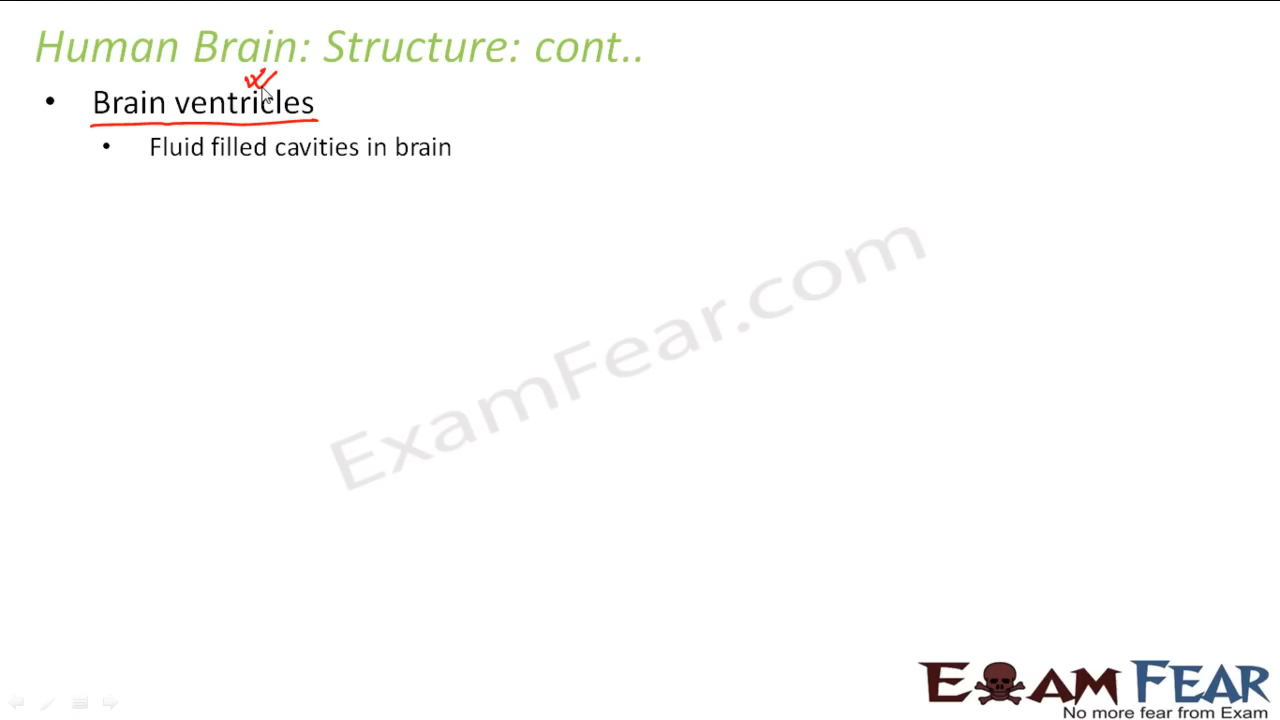 Human Brain: Structure: cont..
• Brain ventricles
• Fluid filled cavities in brain
ExamFear.com
EXAM FEAR
No more fear from Exam